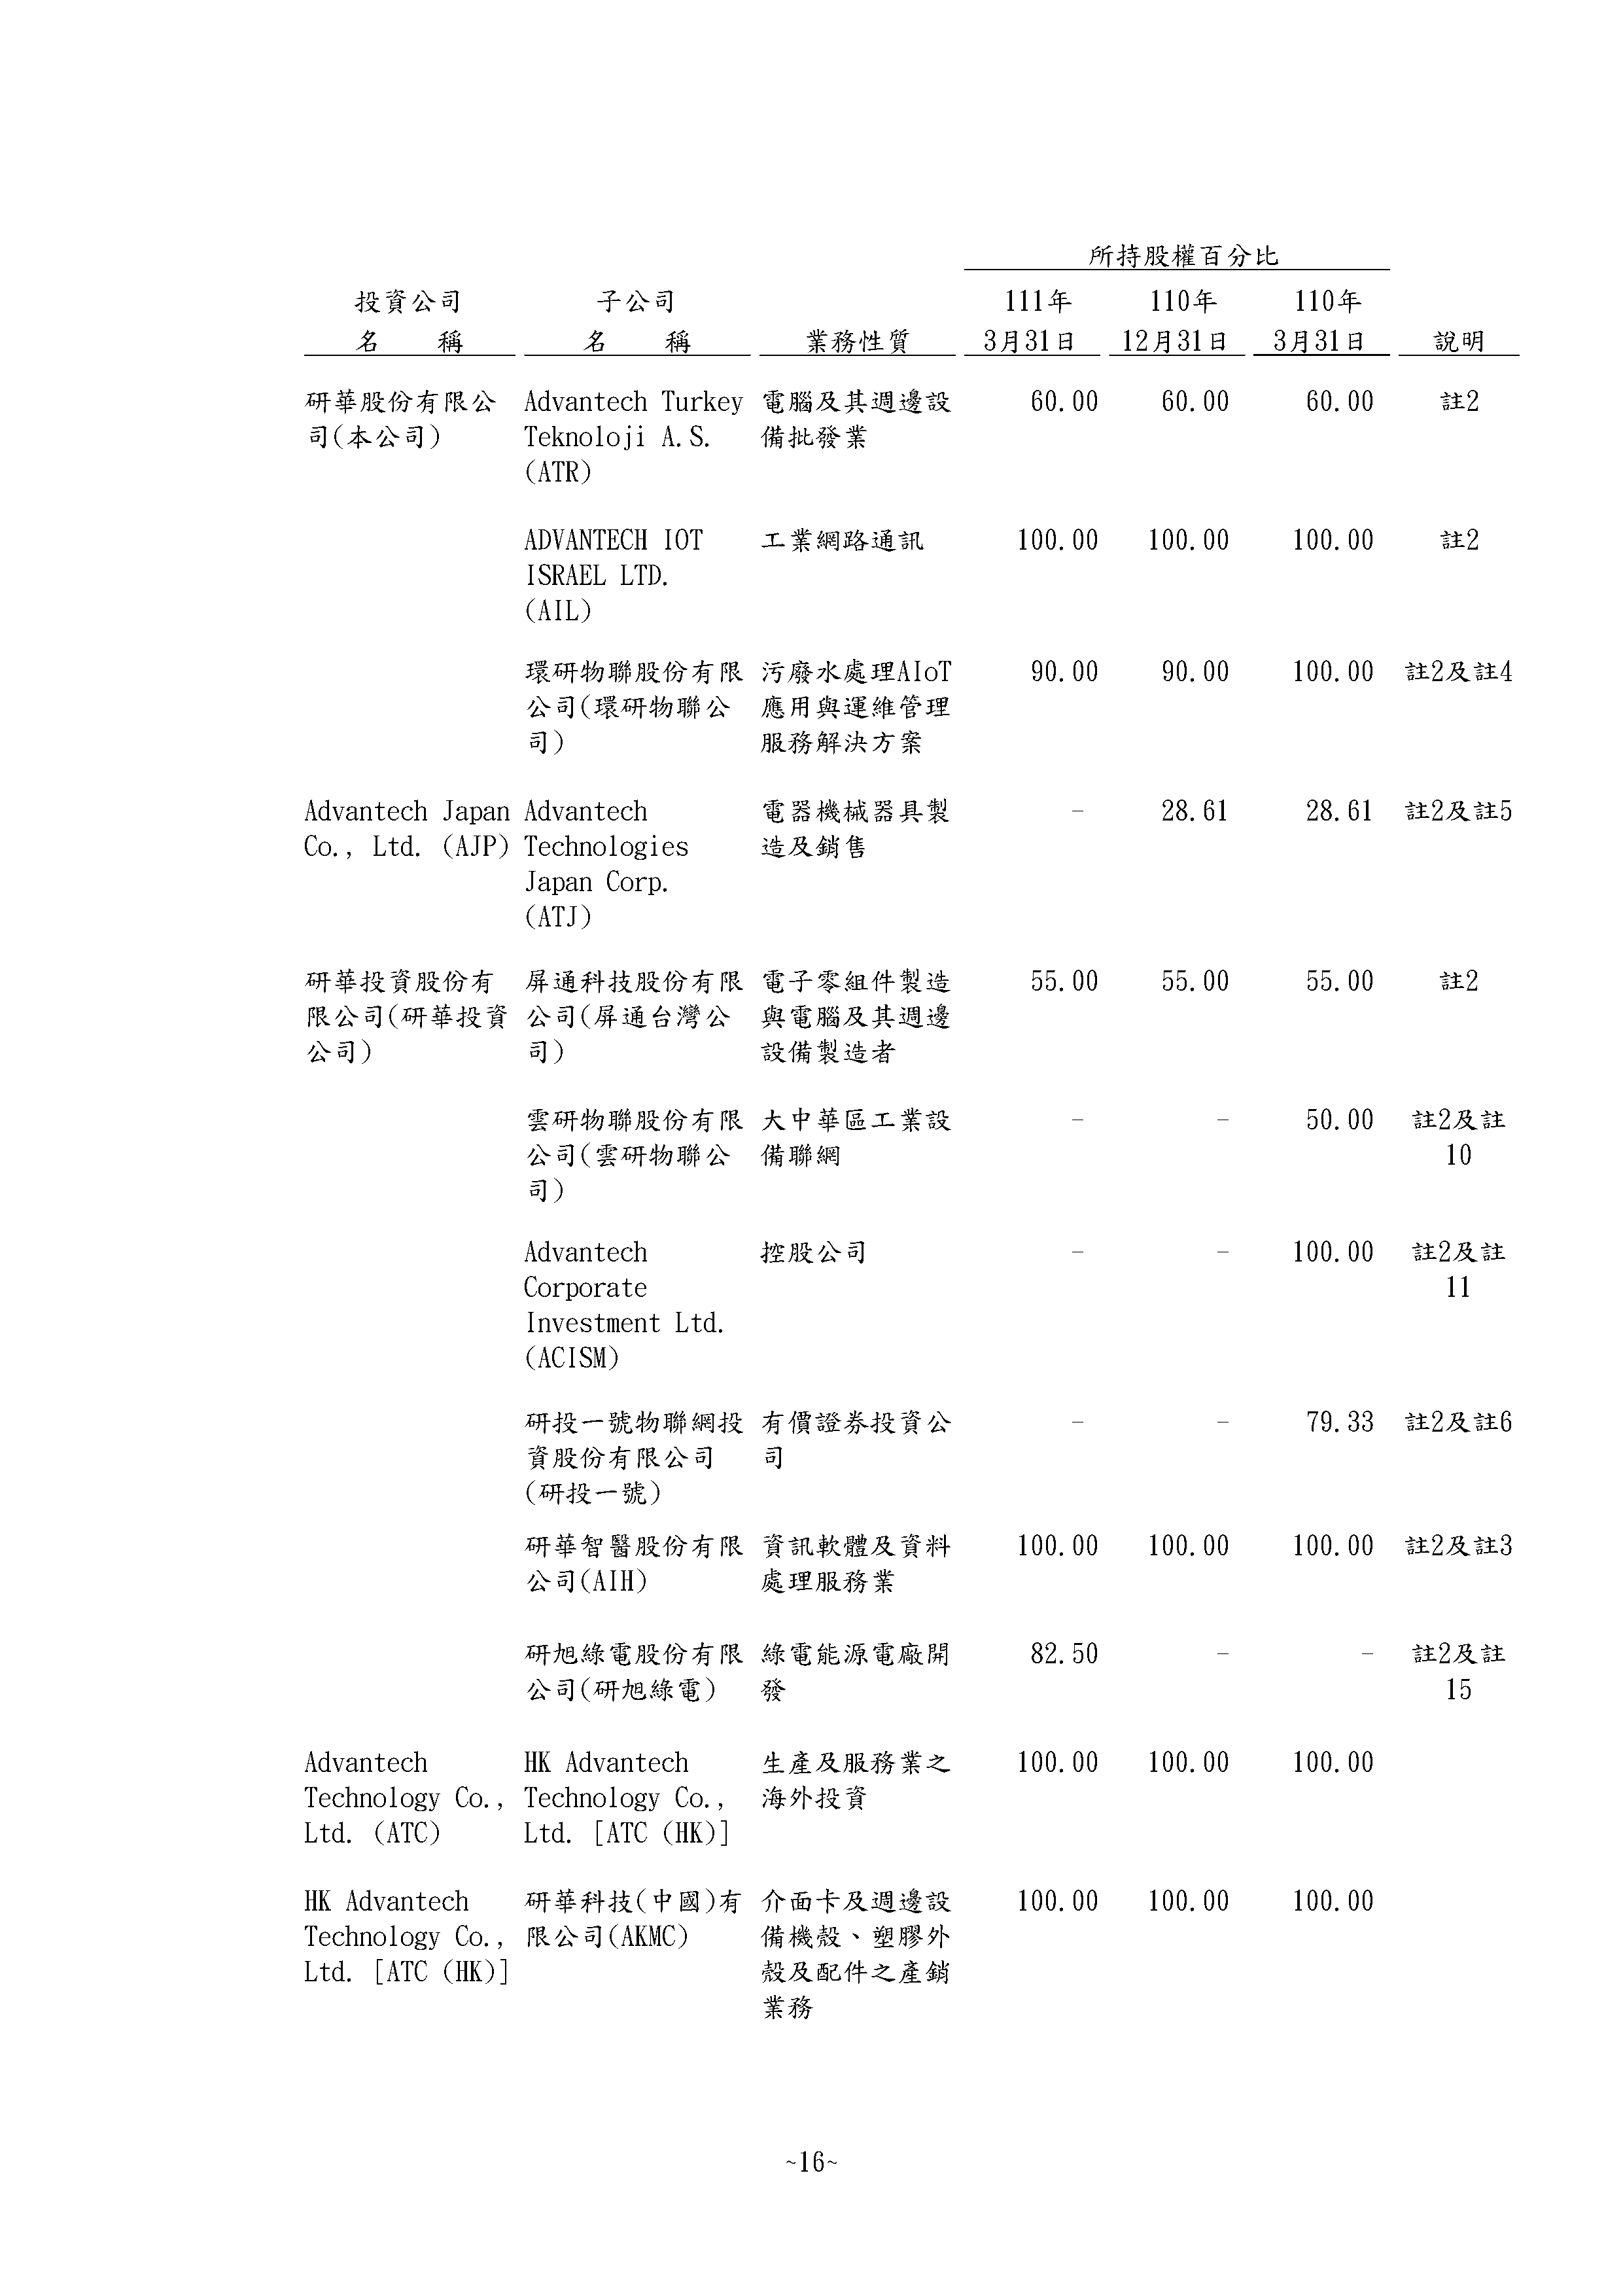 所持股權百分比
投資公司 子公司 111年 110年 110年
名 稱 名 稱 業務性質 3月31日 12月31日 3月31日 說明
研華股份有限公 Advantech Turkey 電腦及其週邊設 60.00 60.00 60.00 註2
司(本公司) Teknoloji A.S. 備批發業
(ATR)
ADVANTECH IOT 工業網路通訊 100.00 100.00 100.00 註2
ISRAEL LTD.
(AIL)
環研物聯股份有限 污廢水處理AIoT 90.00 90.00 100.00 註2及註4
公司(環研物聯公 應用與運維管理
司) 服務解決方案
Advantech Japan Advantech 電器機械器具製 - 28.61 28.61 註2及註5
Co., Ltd. (AJP) Technologies 造及銷售
Japan Corp.
(ATJ)
研華投資股份有 屏通科技股份有限 電子零組件製造 55.00 55.00 55.00 註2
限公司(研華投資 公司(屏通台灣公 與電腦及其週邊
公司) 司) 設備製造者
雲研物聯股份有限 大中華區工業設 - - 50.00 註2及註
公司(雲研物聯公 備聯網 10
司)
Advantech 控股公司 - - 100.00 註2及註
Corporate 11
Investment Ltd.
(ACISM)
研投一號物聯網投 有價證券投資公 - - 79.33 註2及註6
資股份有限公司 司
(研投一號)
研華智醫股份有限 資訊軟體及資料 100.00 100.00 100.00 註2及註3
公司(AIH) 處理服務業
研旭綠電股份有限 綠電能源電廠開 82.50 - - 註2及註
公司(研旭綠電) 發 15
Advantech HK Advantech 生產及服務業之 100.00 100.00 100.00
Technology Co., Technology Co., 海外投資
Ltd. (ATC) Ltd. [ATC (HK)]
HK Advantech 研華科技(中國)有 介面卡及週邊設 100.00 100.00 100.00
Technology Co., 限公司(AKMC) 備機殼、塑膠外
Ltd. [ATC (HK)] 殼及配件之產銷
業務
~16~